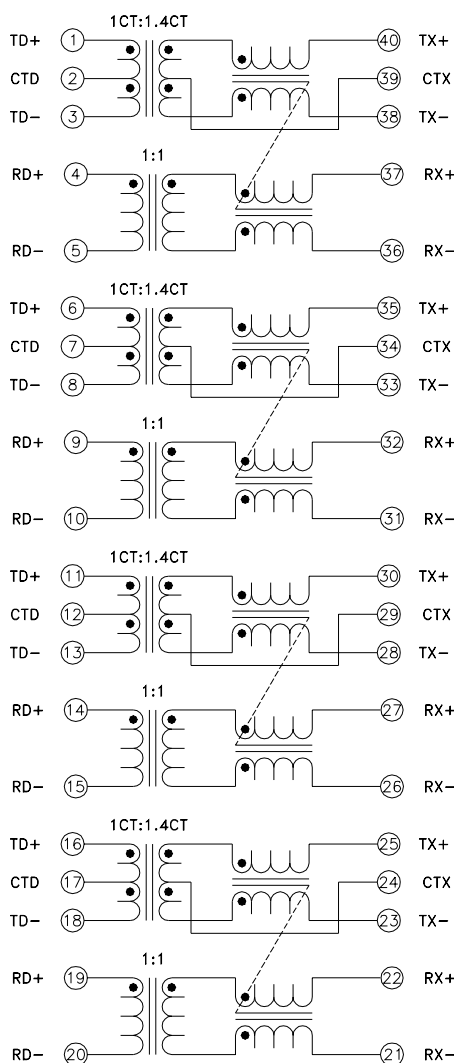 1CT:1.4CT
TD+ 1 40 TX+
CTD 2 39 CTX
TD- 3 38 TX-
1:1
RD+ 4 37 RX+
RD- 5 36 RX-
1CT:1.4CT
TD+ 6 35 TX+
CTD 7 34 CTX
TD- 8 33 TX-
1:1
RD+ 9 32 RX+
RD- 10 31 RX-
1CT:1.4CT
TD+ 11 30 TX+
CTD 12 29 CTX
TD- 13 28 TX-
1:1
RD+ 14 27 RX+
RD- 15 26 RX-
1CT:1.4CT
TD+ 16 25 TX+
CTD 17 24 CTX
TD- 18 23 TX-
1:1
RD+ 19 22 RX+
RD- 20 21 RX-